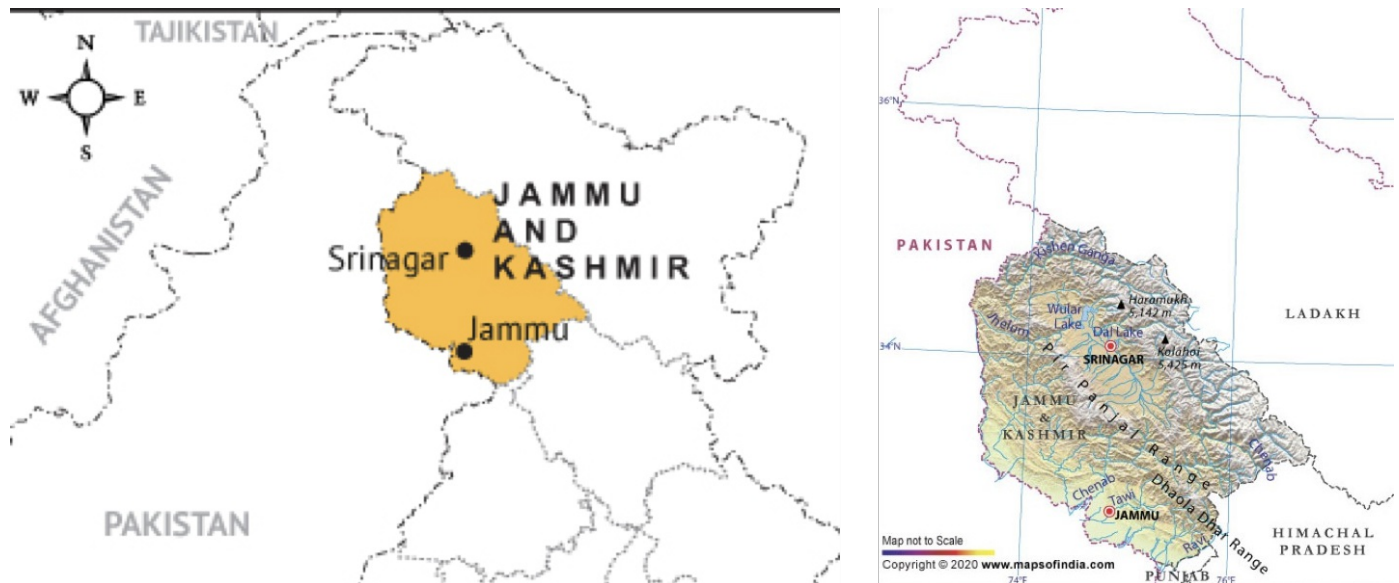 TAJIKISTAN
N
W
E
S
AFGHANISTAN
JAMMU
AND
KASHMIR
Srinagar
Jammu
PAKISTAN
36°N
PAKISTAN
Kishen Ganga
Haramukh
5,142 m
Wular
Lake
LADAKH
Jhelum
Dal Lake
34°N
SRINAGAR
Kolahoi
5,425 m
Pir Panjal Range
JAMMU
&
KASHMIR
Chenab
Chenab
Tawi
Dhaola Dhar Range
JAMMU
Map not to Scale
HIMACHAL
PRADESH
Ravi
Copyright © 2020 www.mapsofindia.com
PUNJAB
74°E
76°E